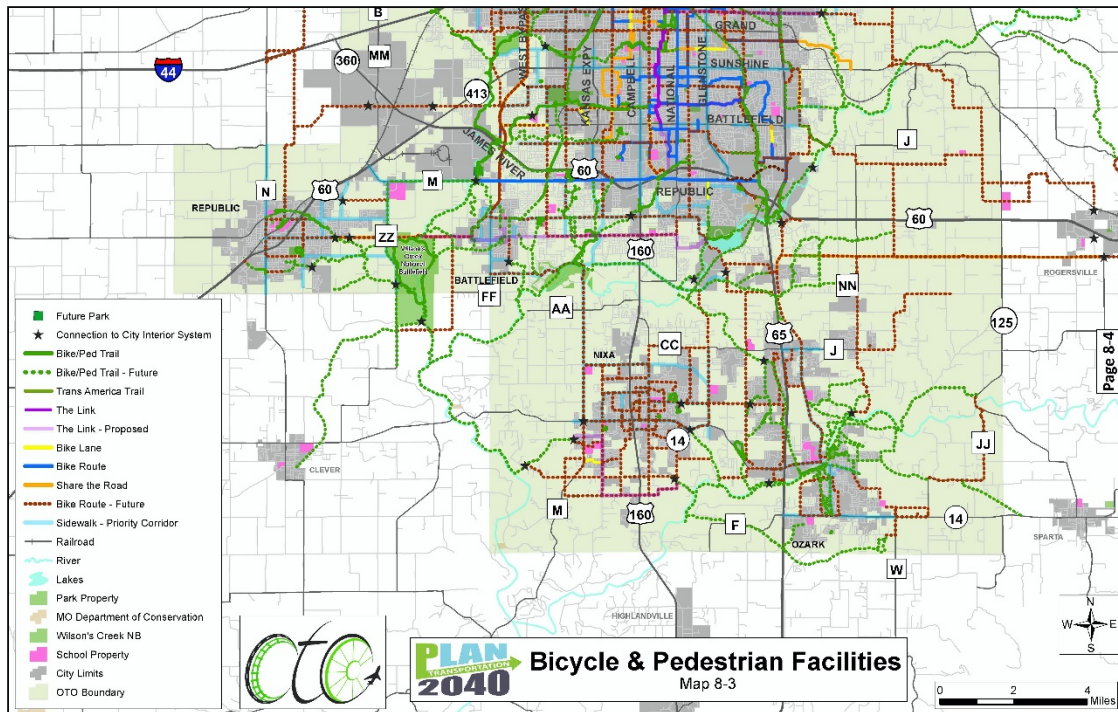 B
GRAND
MM
44
360
WEST BYPASS
KANSAS EXP
CAMPBELL
NATIONAL
GLENSTONE
SUNSHINE
413
BATTLEFIELD
J
JAMES RIVER
60
M
N
60
REPUBLIC
REPUBLIC
60
ZZ
160
Wilson's
Creek
National
Battlefield
BATTLEFIELD
ROGERSVILLE
FF
NN
AA
125
65
CC
J
NIXA
Page 8-4
14
JJ
CLEVER
M
160
F
14
SPARTA
OZARK
W
HIGHLANDVILLE
Future Park
Connection to City Interior System
Bike/Ped Trail
Bike/Ped Trail - Future
Trans America Trail
The Link
The Link - Proposed
Bike Lane
Bike Route
Share the Road
Bike Route - Future
Sidewalk - Priority Corridor
Railroad
River
Lakes
Park Property
MO Department of Conservation
Wilson's Creek NB
School Property
City Limits
OTO Boundary
PLAN
TRANSPORTATION
2040
Bicycle & Pedestrian Facilities
Map 8-3
N
W E
S
0 2 4
Miles